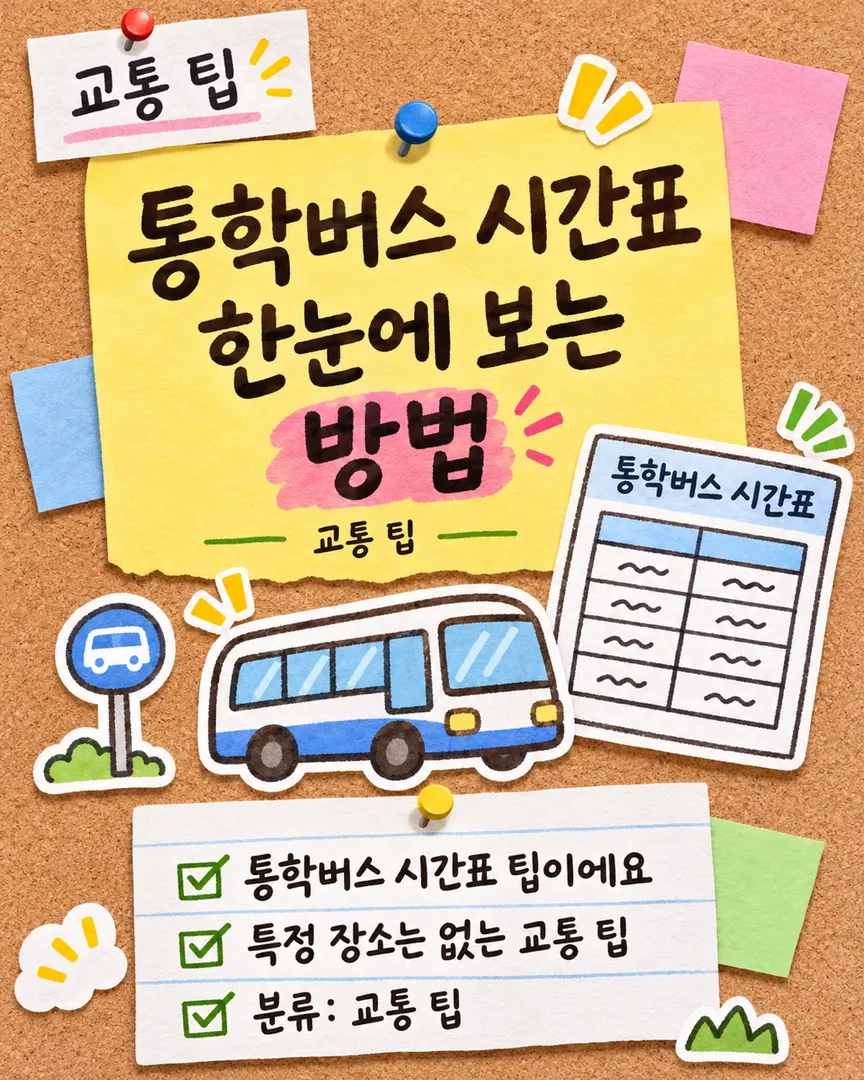 교통 팁
통학버스 시간표
한눈에 보는
방법
교통 팁
통학버스 시간표
통학버스 시간표 팁이에요
특정 장소는 없는 교통 팁
분류: 교통 팁